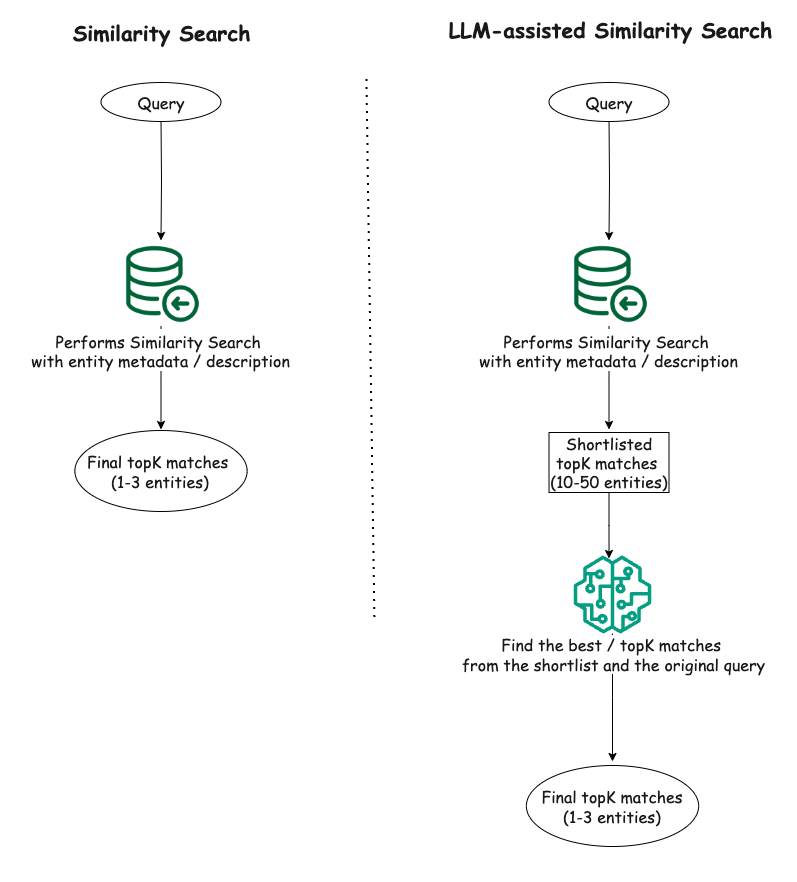 Similarity Search
Query
Performs Similarity Search
with entity metadata / description
Final topK matches
(1-3 entities)
LLM-assisted Similarity Search
Query
Performs Similarity Search
with entity metadata / description
Shortlisted
topK matches
(10-50 entities)
Find the best / topK matches
from the shortlist and the original query
Final topK matches
(1-3 entities)